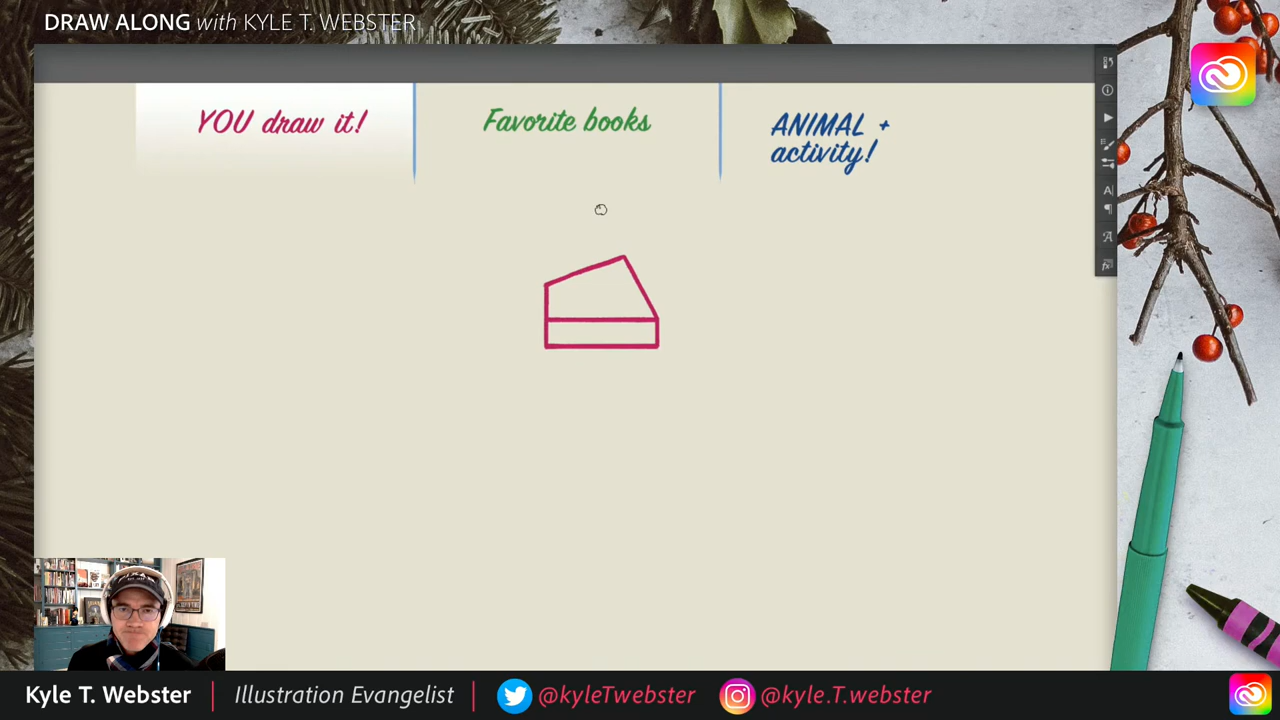 DRAW ALONG with KYLE T. WEBSTER
YOU draw it!
Favorite books
ANIMAL +
activity!
Kyle T. Webster | Illustration Evangelist | @kyleTwebster @kyle.T.webster